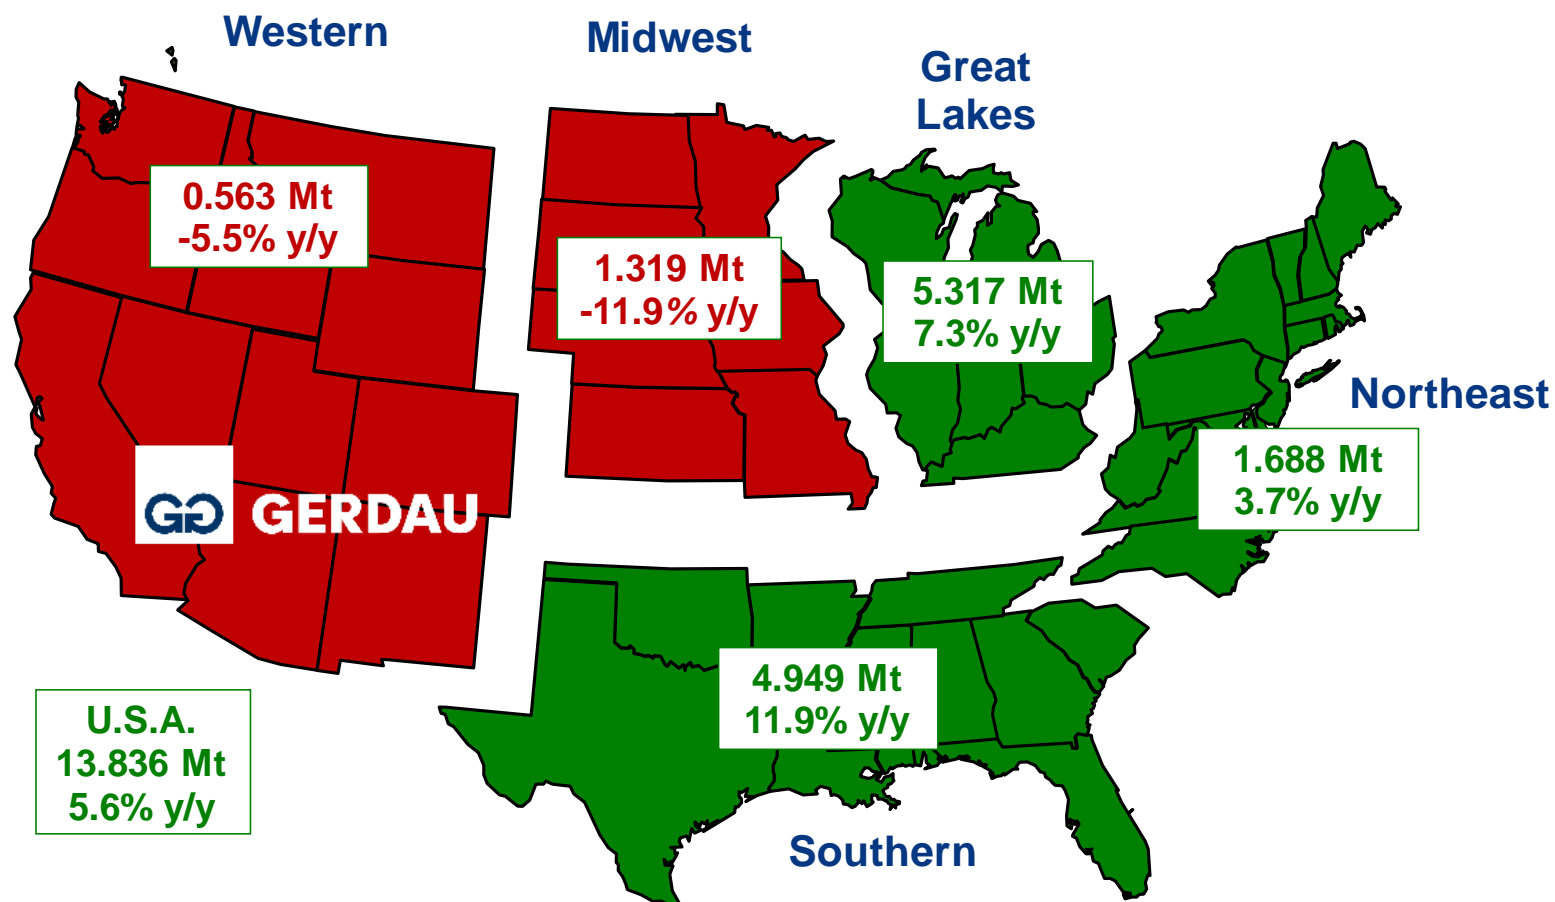 Western
0.563 Mt
-5.5% y/y
Midwest
1.319 Mt
-11.9% y/y
Great
Lakes
5.317 Mt
7.3% y/y
Northeast
1.688 Mt
3.7% y/y
GERDAU
4.949 Mt
11.9% y/y
Southern
U.S.A.
13.836 Mt
5.6% y/y